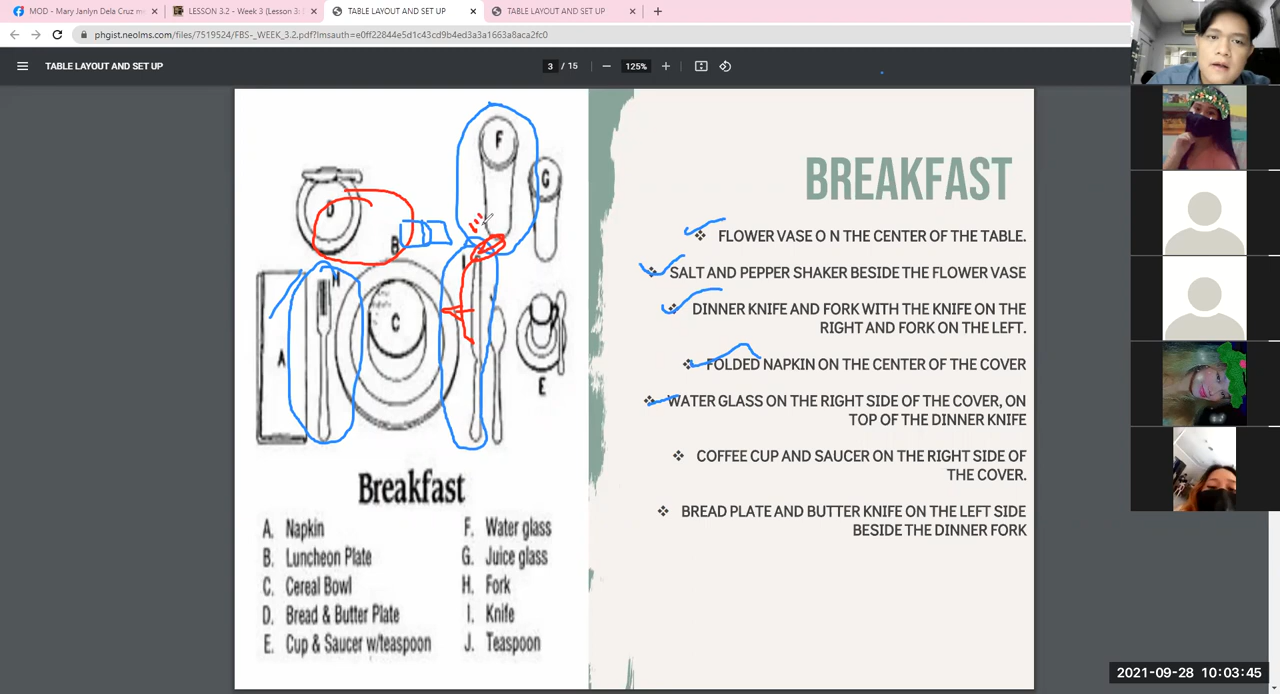 MOD - Mary Janlyn Dela Cruz m
LESSON 3.2 - Week 3 (Lesson 3:
TABLE LAYOUT AND SET UP
TABLE LAYOUT AND SET UP
phgist.neolms.com/files/7519524/FBS-_WEEK_3.2.pdf?lmsauth=e0ff22844e5d1c43cd9b4ed3a3a1663a8aca2fc0
TABLE LAYOUT AND SET UP
3 / 15
125%
F
G
D
B
H
I
C
A
E
Breakfast
A. Napkin
B. Luncheon Plate
C. Cereal Bowl
D. Bread & Butter Plate
E. Cup & Saucer w/teaspoon
F. Water glass
G. Juice glass
H. Fork
I. Knife
J. Teaspoon
BREAKFAST
❖ FLOWER VASE O N THE CENTER OF THE TABLE.
❖ SALT AND PEPPER SHAKER BESIDE THE FLOWER VASE
❖ DINNER KNIFE AND FORK WITH THE KNIFE ON THE
RIGHT AND FORK ON THE LEFT.
❖ FOLDED NAPKIN ON THE CENTER OF THE COVER
❖ WATER GLASS ON THE RIGHT SIDE OF THE COVER, ON
TOP OF THE DINNER KNIFE
❖ COFFEE CUP AND SAUCER ON THE RIGHT SIDE OF
THE COVER.
❖ BREAD PLATE AND BUTTER KNIFE ON THE LEFT SIDE
BESIDE THE DINNER FORK
2021-09-28 10:03:45